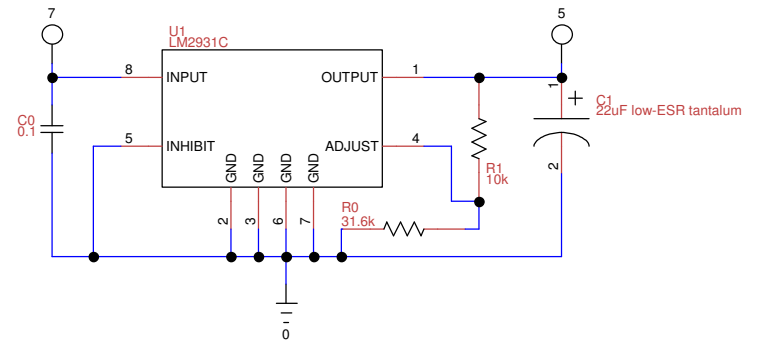 7
5
U1
LM2931C
8
INPUT
OUTPUT
1
1
+
C1
22uF low-ESR tantalum
C0
0.1
5
INHIBIT
ADJUST
4
GND
GND
GND
GND
R1
10k
2
2
3
6
7
R0
31.6k
0